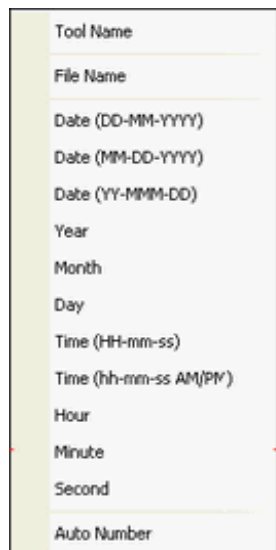 Tool Name
File Name
Date (DD-MM-YYYY)
Date (MM-DD-YYYY)
Date (YY-MMM-DD)
Year
Month
Day
Time (HH-mm-ss)
Time (hh-mm-ss AM/PM)
Hour
Minute
Second
Auto Number